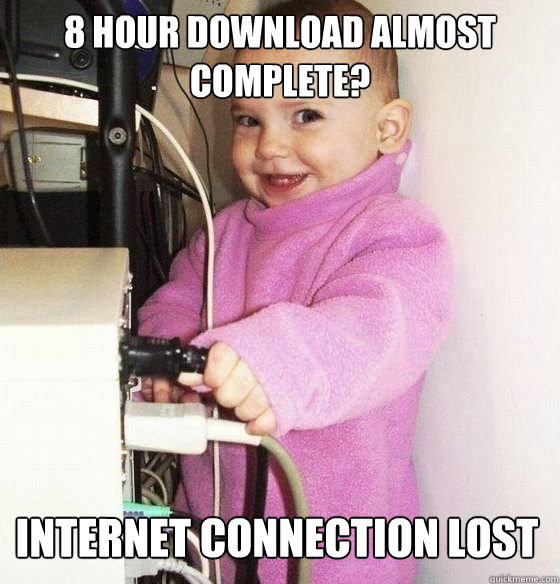 8 HOUR DOWNLOAD ALMOST
COMPLETE?
INTERNET CONNECTION LOST
quickmeme.com